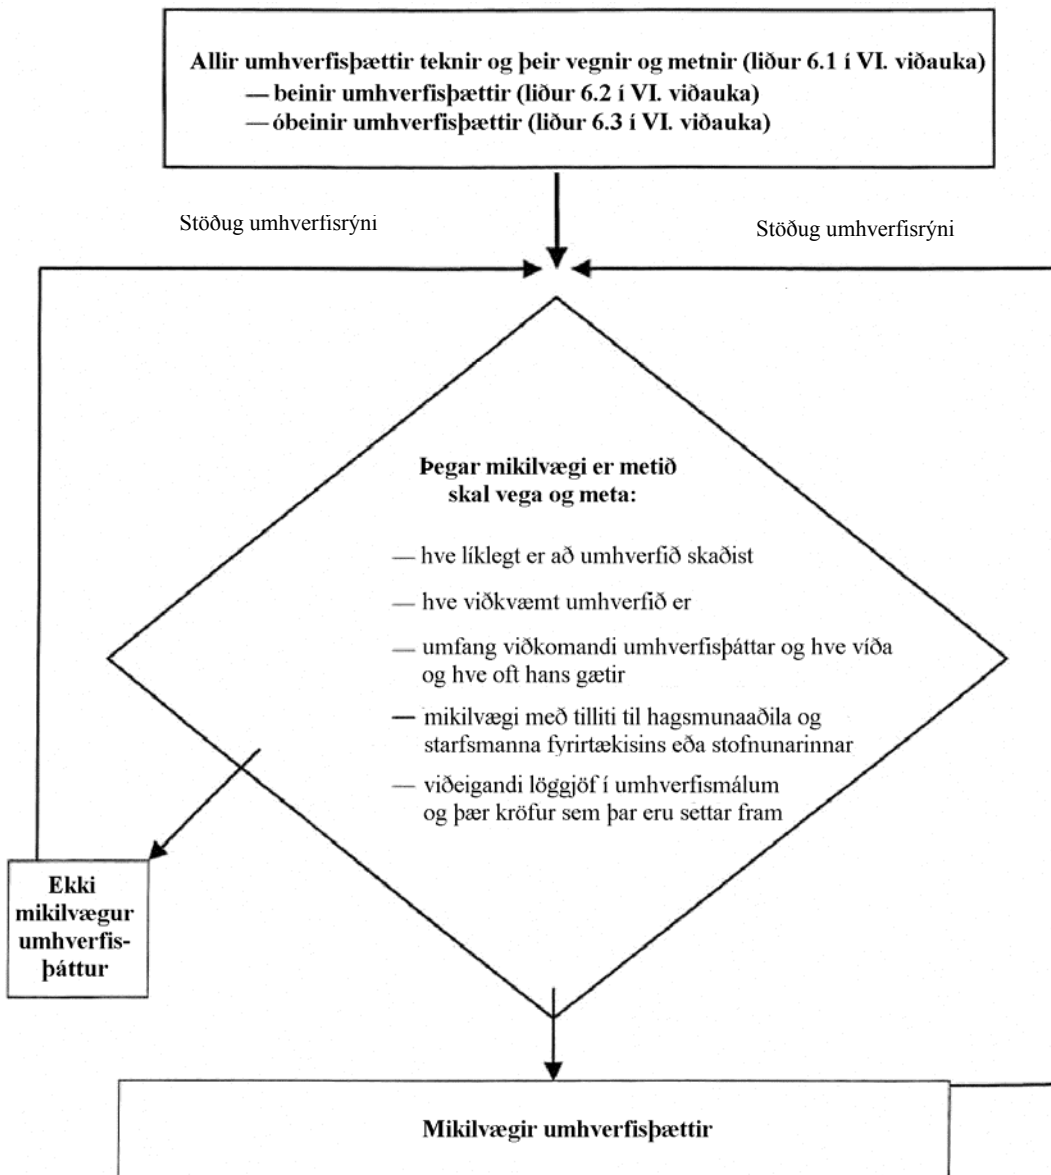 Allir umhverfisþættir teknir og þeir vegnir og metnir (liður 6.1 í VI. viðauka)
— beinir umhverfisþættir (liður 6.2 í VI. viðauka)
— óbeinir umhverfisþættir (liður 6.3 í VI. viðauka)
Stöðug umhverfisrýni
Stöðug umhverfisrýni
Þegar mikilvægi er metið
skal vega og meta:
— hve líklegt er að umhverfið skaðist
— hve viðkvæmt umhverfið er
— umfang viðkomandi umhverfisþáttar og hve víða
og hve oft hans gætir
— mikilvægi með tilliti til hagsmunaaðila og
starfsmanna fyrirtækisins eða stofnunarinnar
— viðeigandi löggjöf í umhverfismálum
og þær kröfur sem þar eru settar fram
Ekki
mikilvægur
umhverfis-
þáttur
Mikilvægir umhverfisþættir